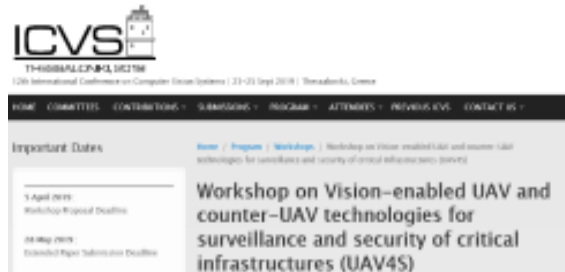 ICVS
THESSALONIKI, 2019
12th International Conference on Computer Vision Systems | 23-25 Sept 2019 | Thessaloniki, Greece
HOME COMMITTEES CONTRIBUTIONS SUBMISSIONS PROGRAM ATTENDEES PREVIOUS ICVS CONTACT US
Important Dates
Home / Program / Workshops / Workshop on Vision-enabled UAV and counter-UAV
technologies for surveillance and security of critical infrastructures (UAV4S)
5 April 2019:
Workshop Proposal Deadline
Workshop on Vision-enabled UAV and
counter-UAV technologies for
surveillance and security of critical
infrastructures (UAV4S)
May 2019:
Extended Paper Submission Deadline